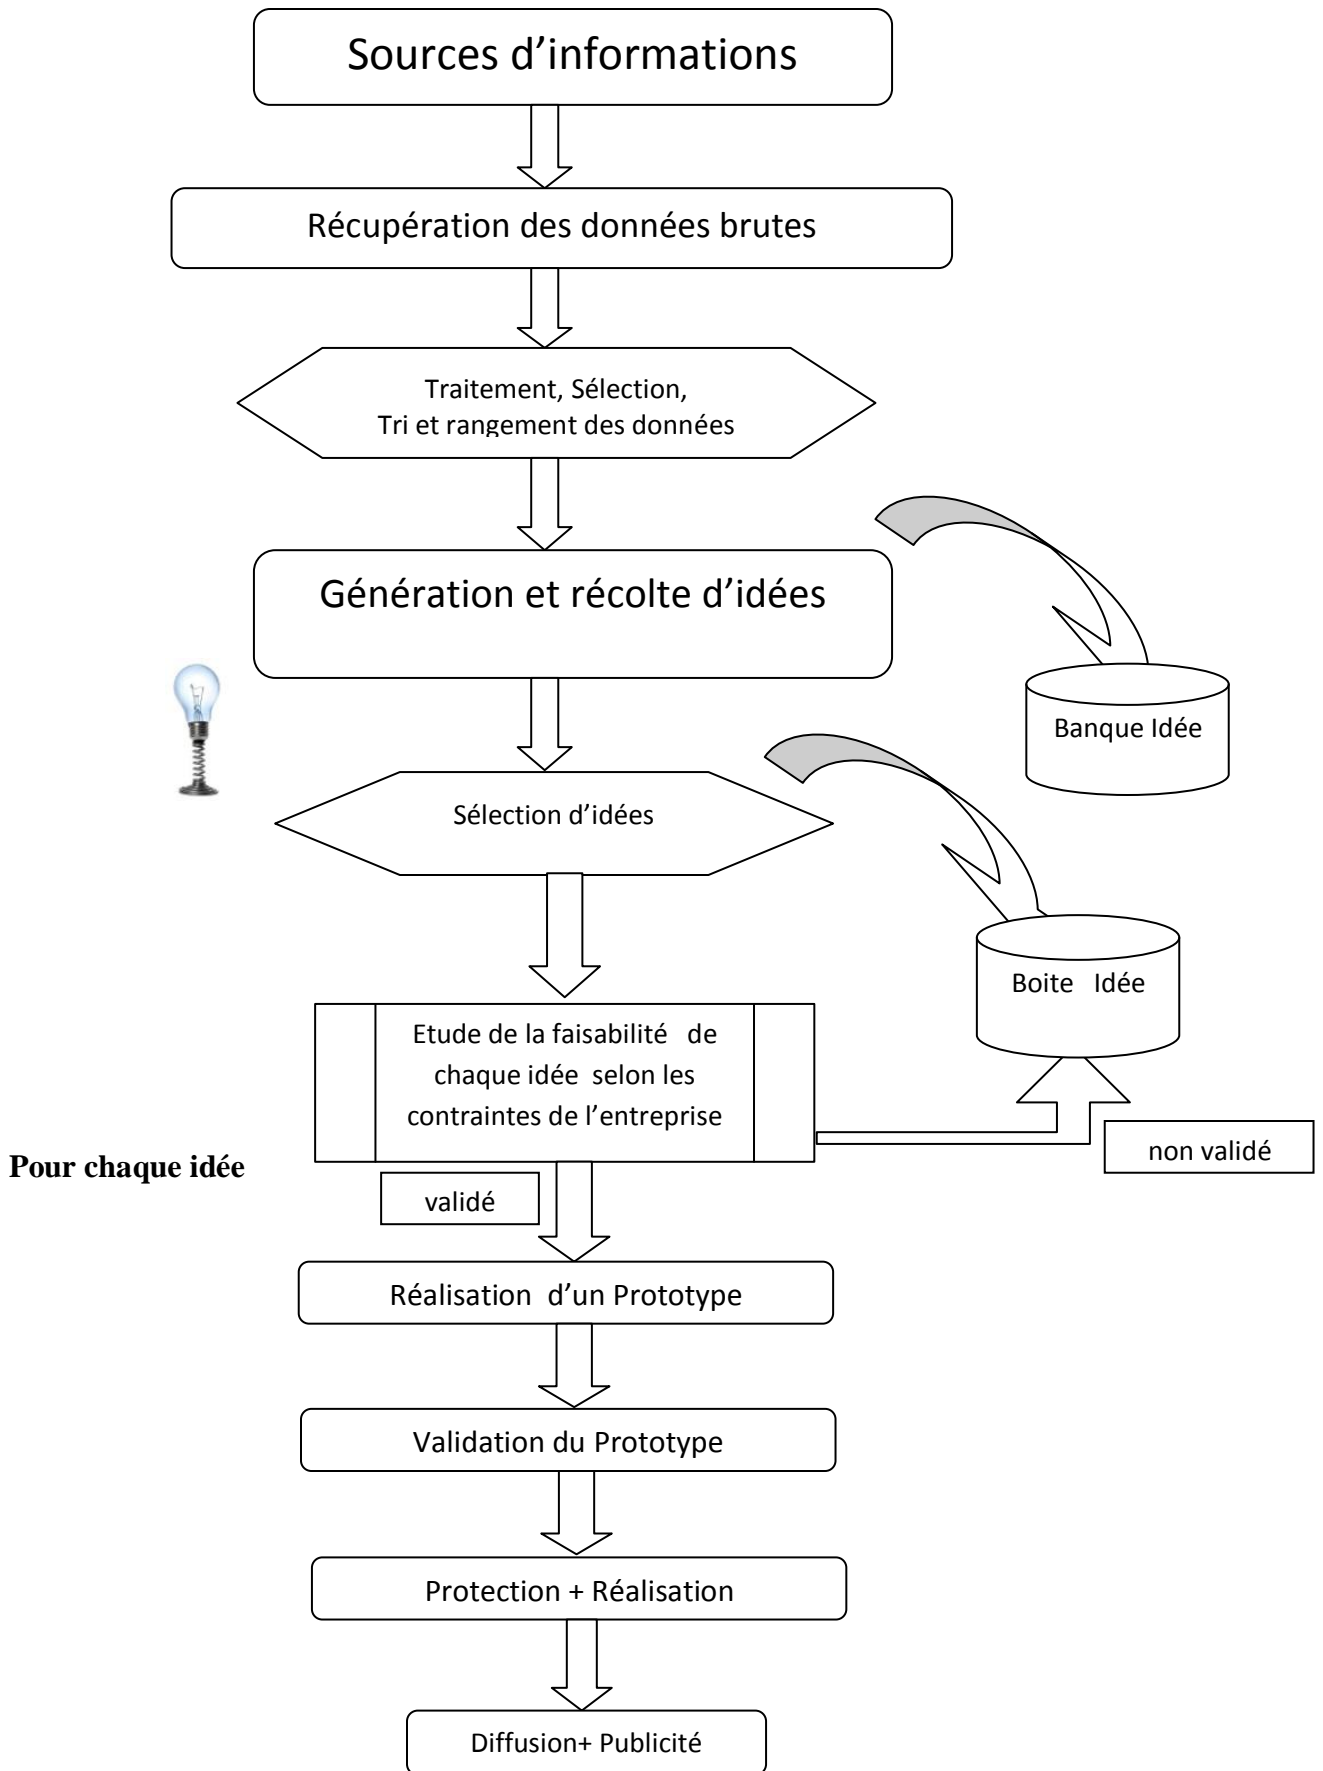 Sources d’informations
Récupération des données brutes
Traitement, Sélection,
Tri et rangement des données
Génération et récolte d’idées
Banque Idée
Sélection d’idées
Boite Idée
Etude de la faisabilité de
chaque idée selon les
contraintes de l’entreprise
non validé
Pour chaque idée
validé
Réalisation d’un Prototype
Validation du Prototype
Protection + Réalisation
Diffusion+ Publicité